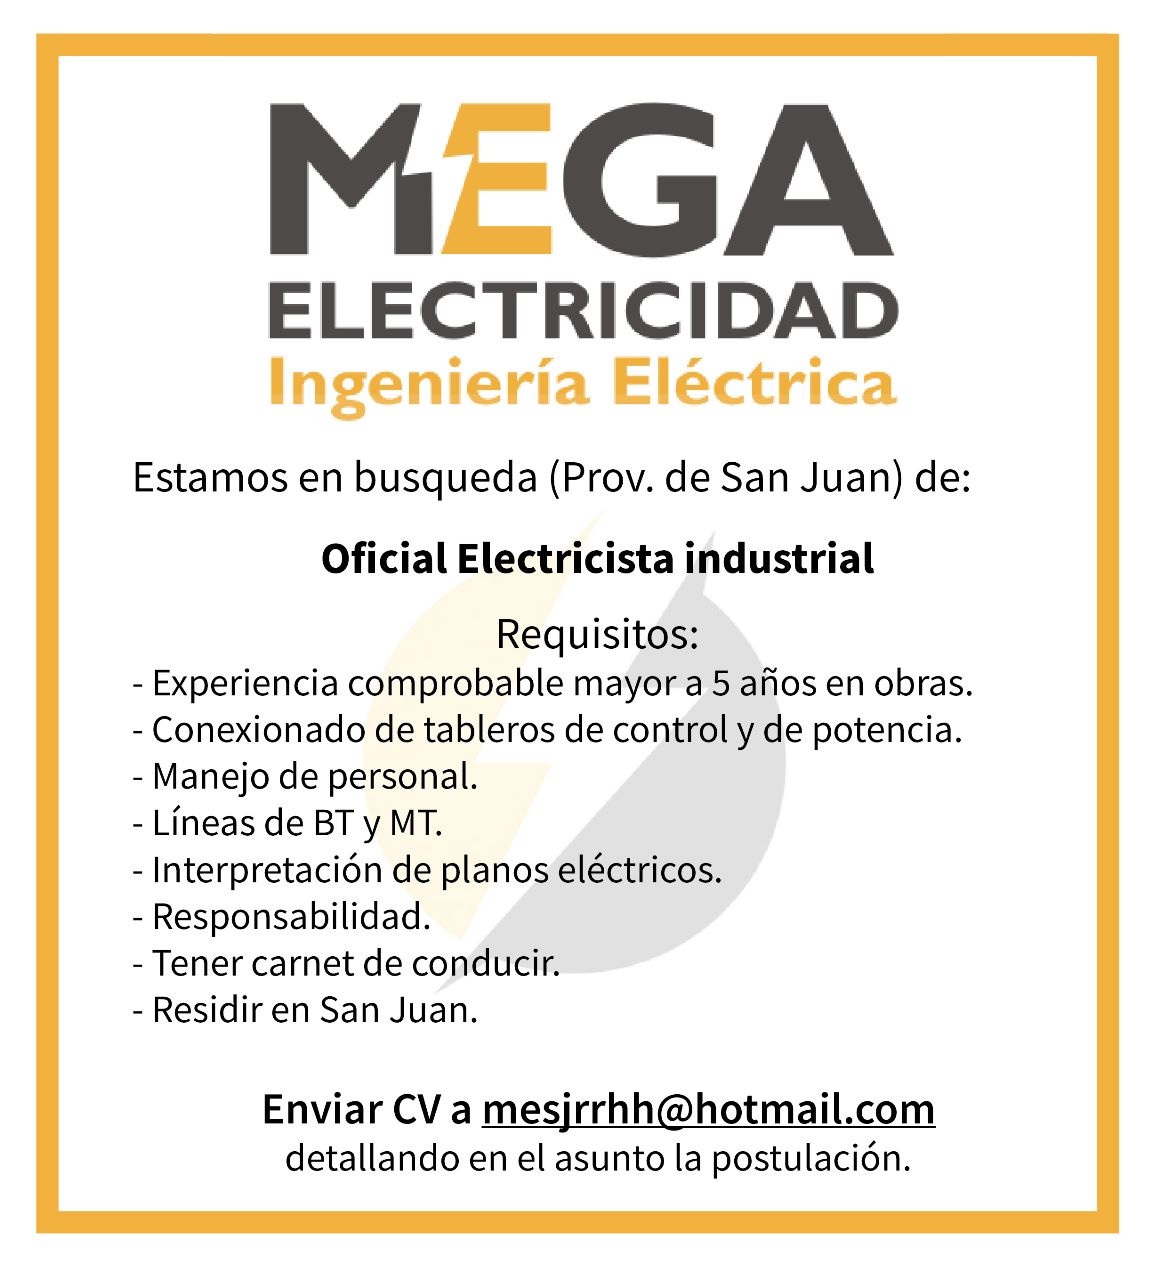 MEGA
ELECTRICIDAD
Ingeniería Eléctrica
Estamos en busqueda (Prov. de San Juan) de:
Oficial Electricista industrial
Requisitos:
- Experiencia comprobable mayor a 5 años en obras.
- Conexionado de tableros de control y de potencia.
- Manejo de personal.
- Líneas de BT y MT.
- Interpretación de planos eléctricos.
- Responsabilidad.
- Tener carnet de conducir.
- Residir en San Juan.
Enviar CV a mesjrrhh@hotmail.com
detallando en el asunto la postulación.